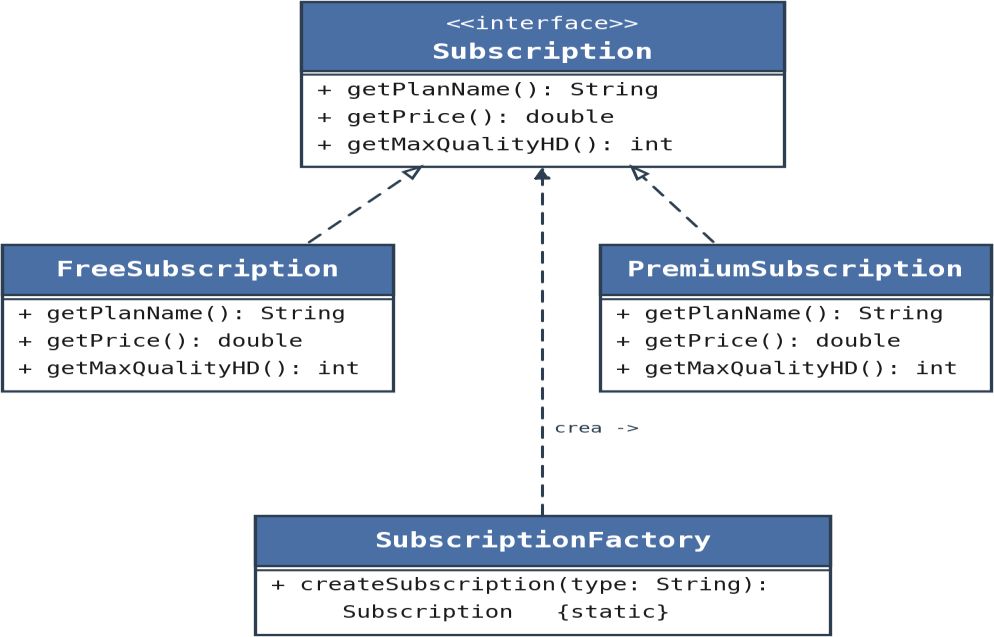 <<interface>>
Subscription
+ getPlanName(): String
+ getPrice(): double
+ getMaxQualityHD(): int
FreeSubscription
+ getPlanName(): String
+ getPrice(): double
+ getMaxQualityHD(): int
PremiumSubscription
+ getPlanName(): String
+ getPrice(): double
+ getMaxQualityHD(): int
crea ->
SubscriptionFactory
+ createSubscription(type: String):
Subscription {static}